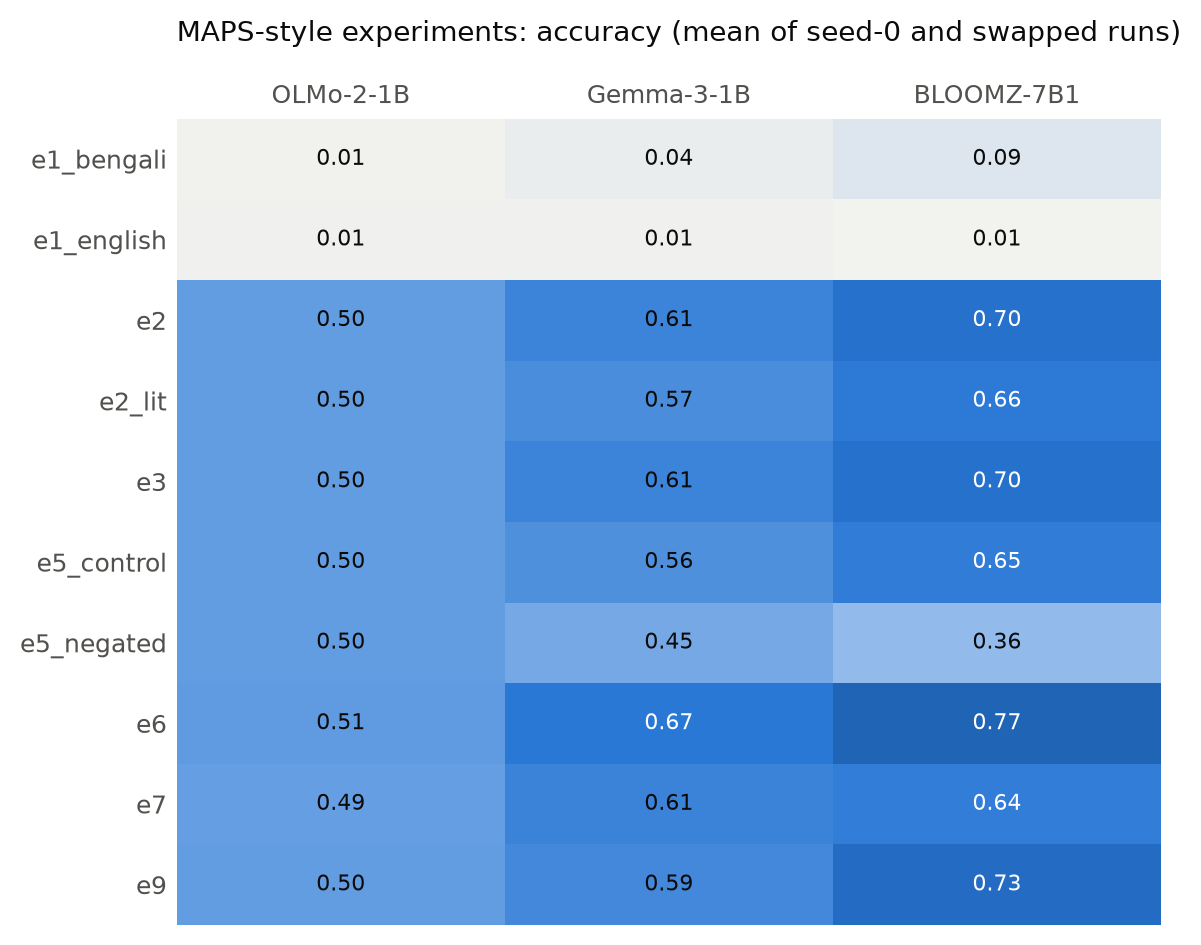 MAPS-style experiments: accuracy (mean of seed-0 and swapped runs)
OLMo-2-1B Gemma-3-1B BLOOMZ-7B1
e1_bengali 0.01 0.04 0.09
e1_english 0.01 0.01 0.01
e2 0.50 0.61 0.70
e2_lit 0.50 0.57 0.66
e3 0.50 0.61 0.70
e5_control 0.50 0.56 0.65
e5_negated 0.50 0.45 0.36
e6 0.51 0.67 0.77
e7 0.49 0.61 0.64
e9 0.50 0.59 0.73